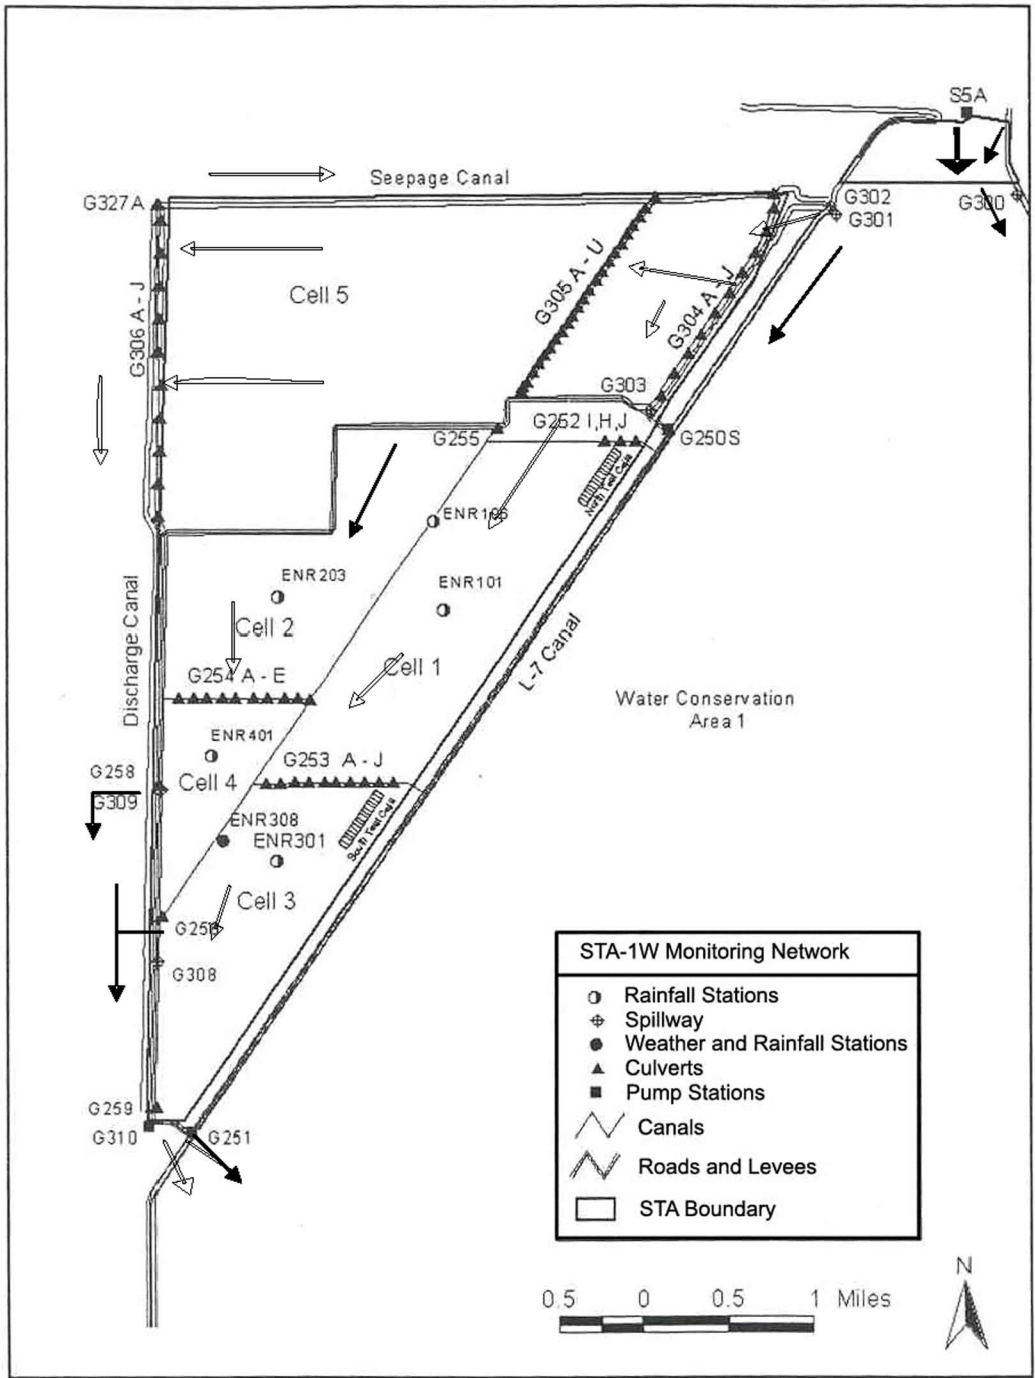 S5A
Seepage Canal
G327A
G302
G301
G300
G306 A - J
Cell 5
G305 A - U
G304 A - J
G303
G252 I,H,J
G255
G250S
North Test Cells
ENR106
ENR203
ENR101
Cell 2
Cell 1
L-7 Canal
G254 A - E
Discharge Canal
Water Conservation
Area 1
ENR401
G253 A - J
G258
Cell 4
G309
ENR308
South Test Cells
ENR301
Cell 3
G308
G259
G310
G251
STA-1W Monitoring Network
Rainfall Stations
Spillway
Weather and Rainfall Stations
Culverts
Pump Stations
Canals
Roads and Levees
STA Boundary
N
0.5 0 0.5 1 Miles